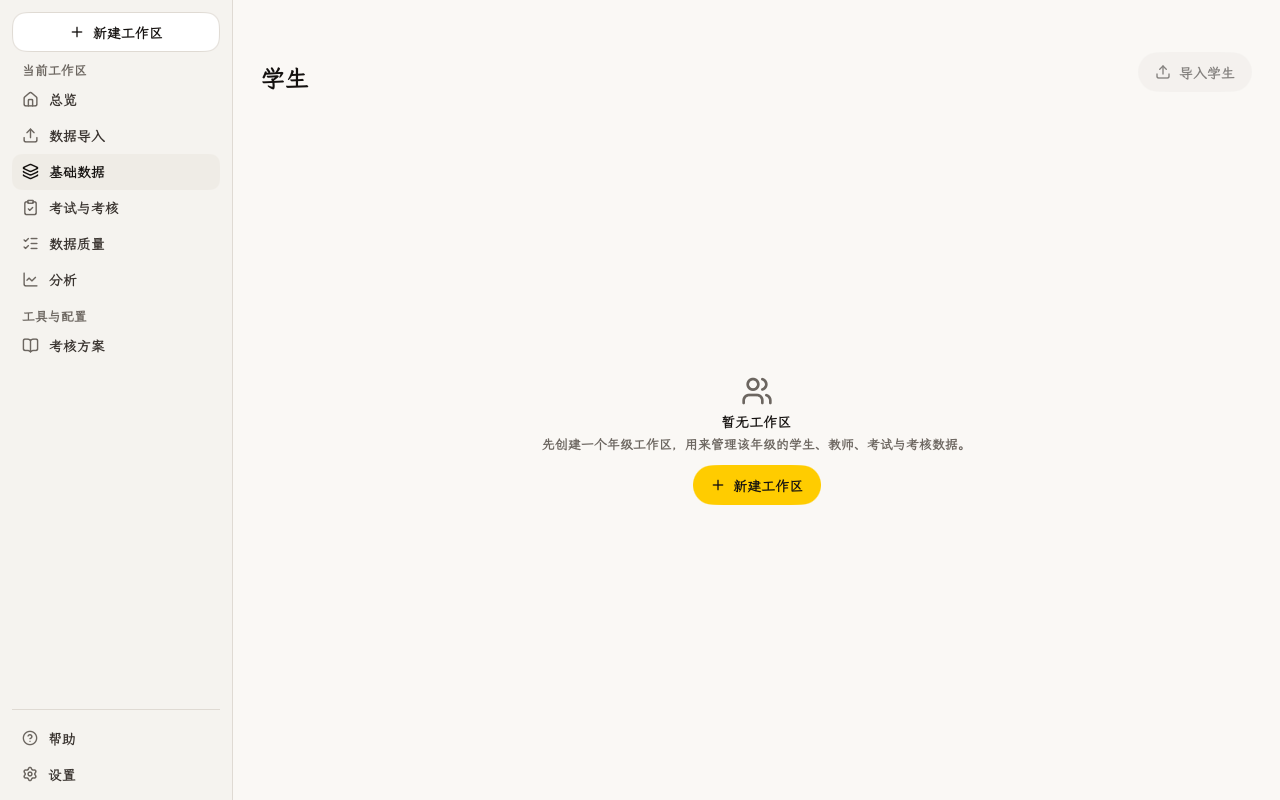 新建工作区
当前工作区
总览
数据导入
基础数据
考试与考核
数据质量
分析
工具与配置
考核方案
帮助
设置
学生
导入学生
暂无工作区
先创建一个年级工作区，用来管理该年级的学生、教师、考试与考核数据。
新建工作区